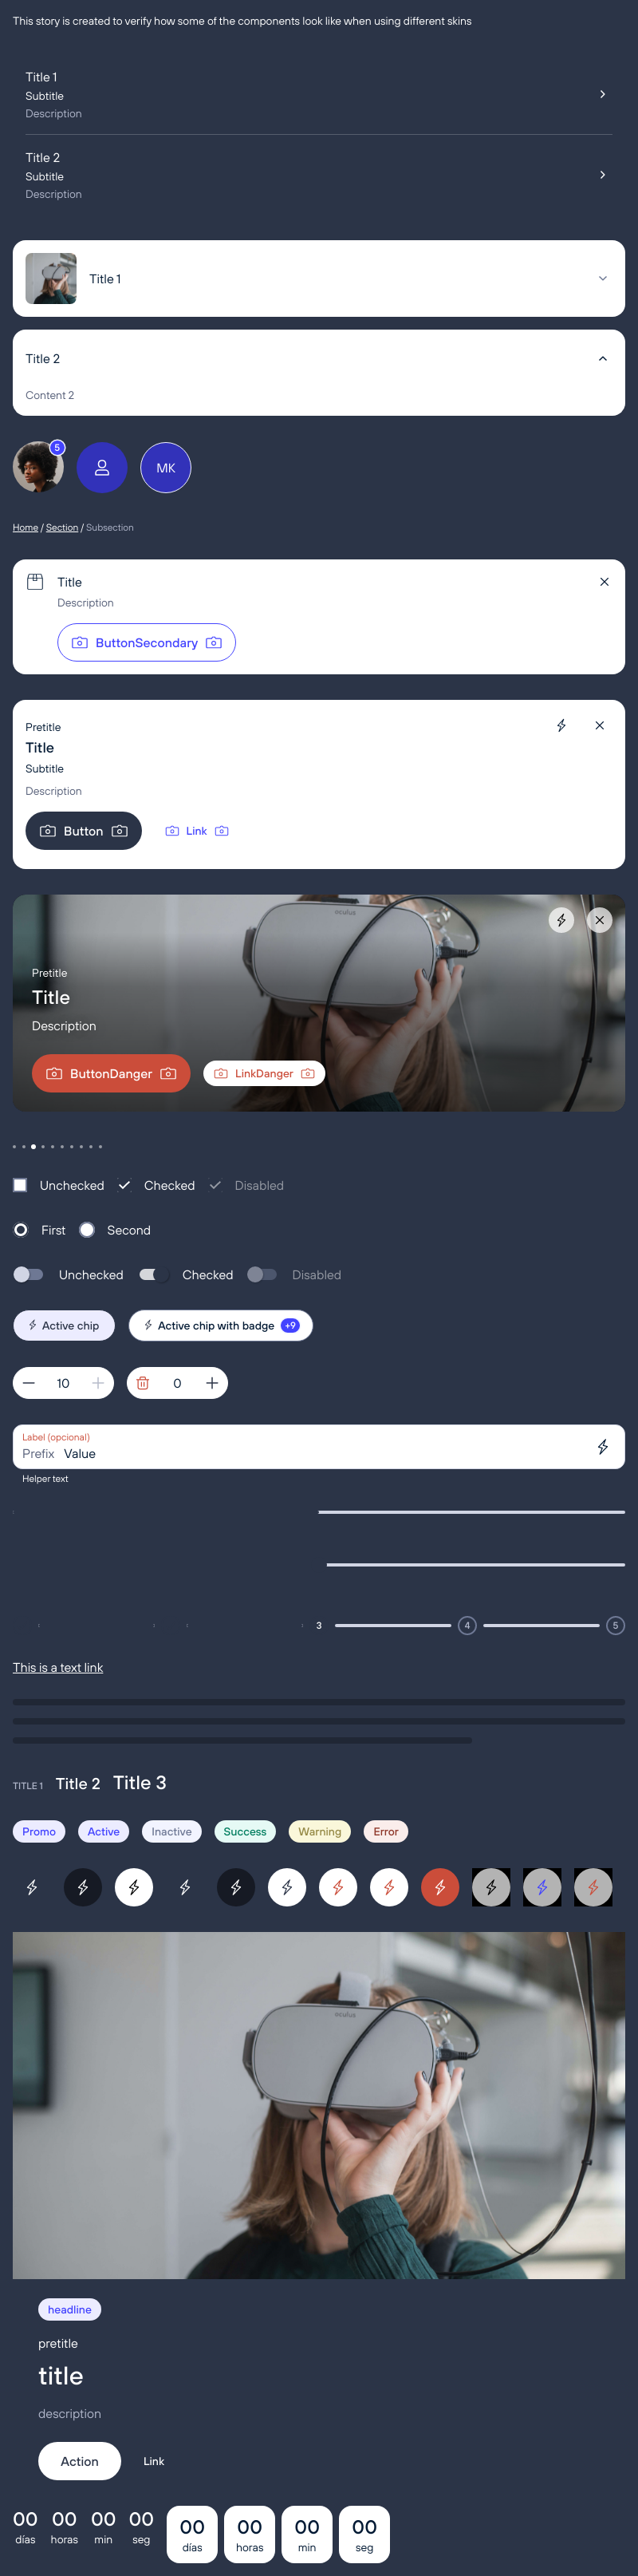 This story is created to verify how some of the components look like when using different skins
Title 1
Subtitle
Description
Title 2
Subtitle
Description
Title 1
Title 2
Content 2
5
MK
Home / Section / Subsection
Title
Description
ButtonSecondary
Pretitle
Title
Subtitle
Description
Button Link
oculus
Pretitle
Title
Description
ButtonDanger LinkDanger
Unchecked Checked Disabled
First Second
Unchecked Checked Disabled
Active chip Active chip with badge +9
10 0
Label (opcional)
Prefix Value
Helper text
3 4 5
This is a text link
TITLE 1 Title 2 Title 3
Promo Active Inactive Success Warning Error
oculus
headline
pretitle
title
description
Action Link
00 00 00 00 00 00 00 00
días horas min seg días horas min seg